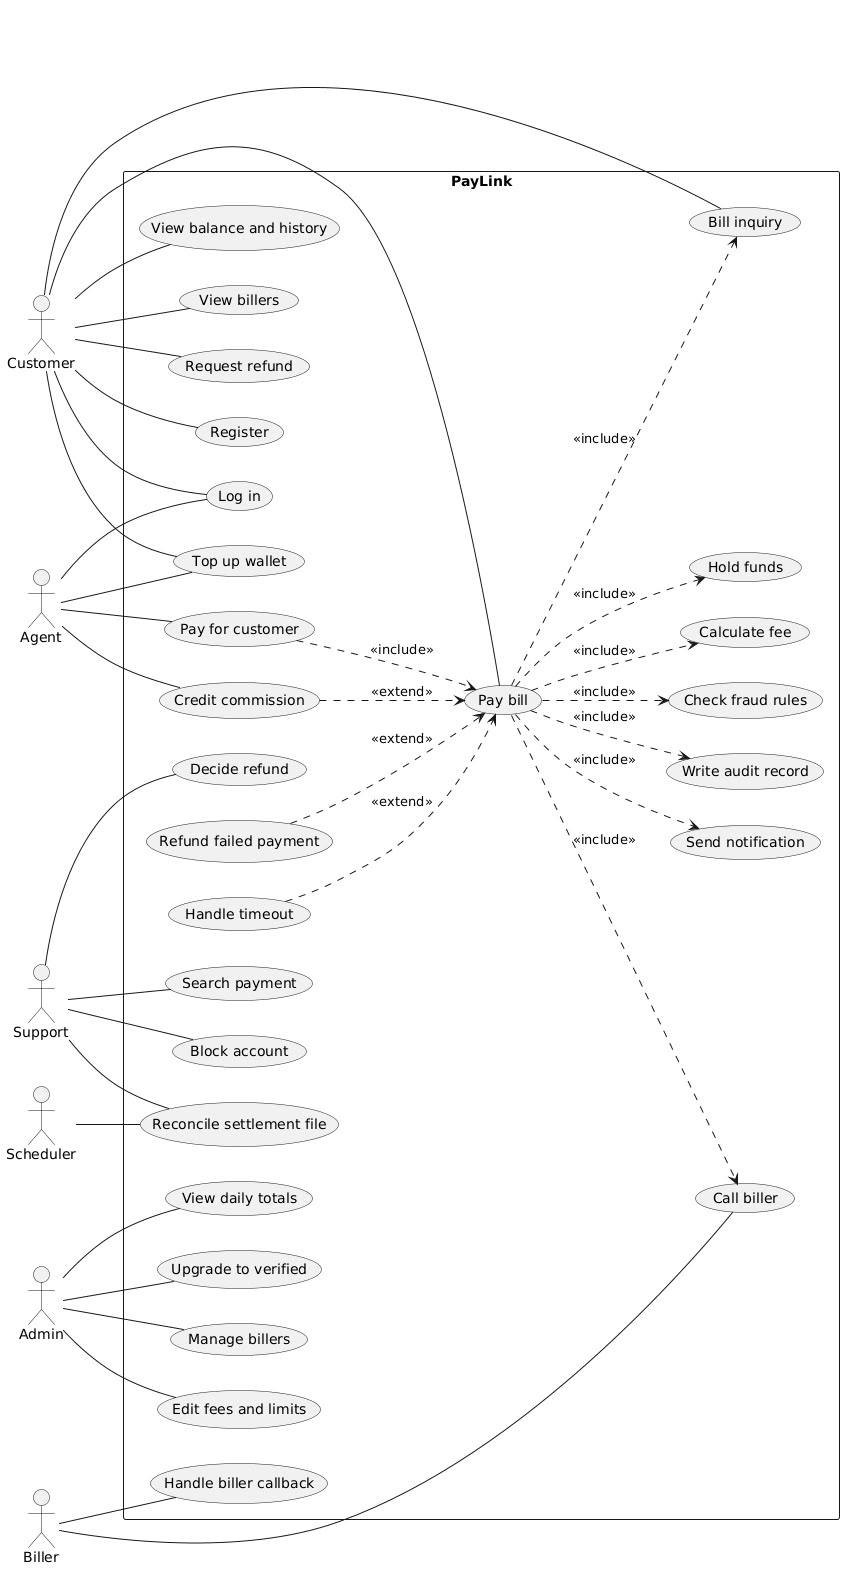 PayLink
View balance and history
Bill inquiry
View billers
Customer
Request refund
Register
«include»
Log in
Top up wallet
Hold funds
Agent
«include»
Pay for customer
Calculate fee
«include»
«include»
Credit commission
«extend»
Pay bill
«include»
Check fraud rules
«include»
Decide refund
«extend»
«include»
Write audit record
«extend»
Refund failed payment
«include»
Send notification
Handle timeout
Search payment
Support
Block account
Reconcile settlement file
Scheduler
View daily totals
Call biller
Upgrade to verified
Admin
Manage billers
Edit fees and limits
Handle biller callback
Biller